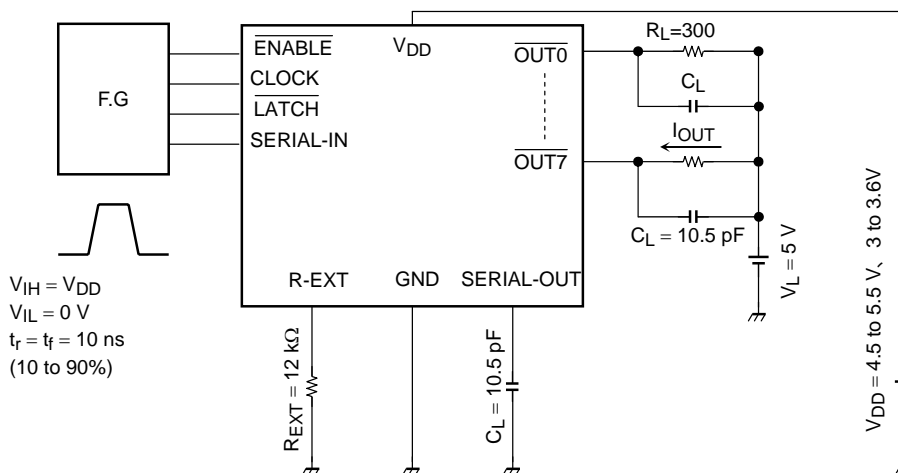 F.G
ENABLE
CLOCK
LATCH
SERIAL-IN
VDD
OUT0
OUT7
R-EXT
GND
SERIAL-OUT
RL=300
CL
IOUT
CL = 10.5 pF
VL = 5 V
VDD = 4.5 to 5.5 V、3 to 3.6V
VIH = VDD
VIL = 0 V
tr = tf = 10 ns
(10 to 90%)
REXT = 12 kΩ
CL = 10.5 pF